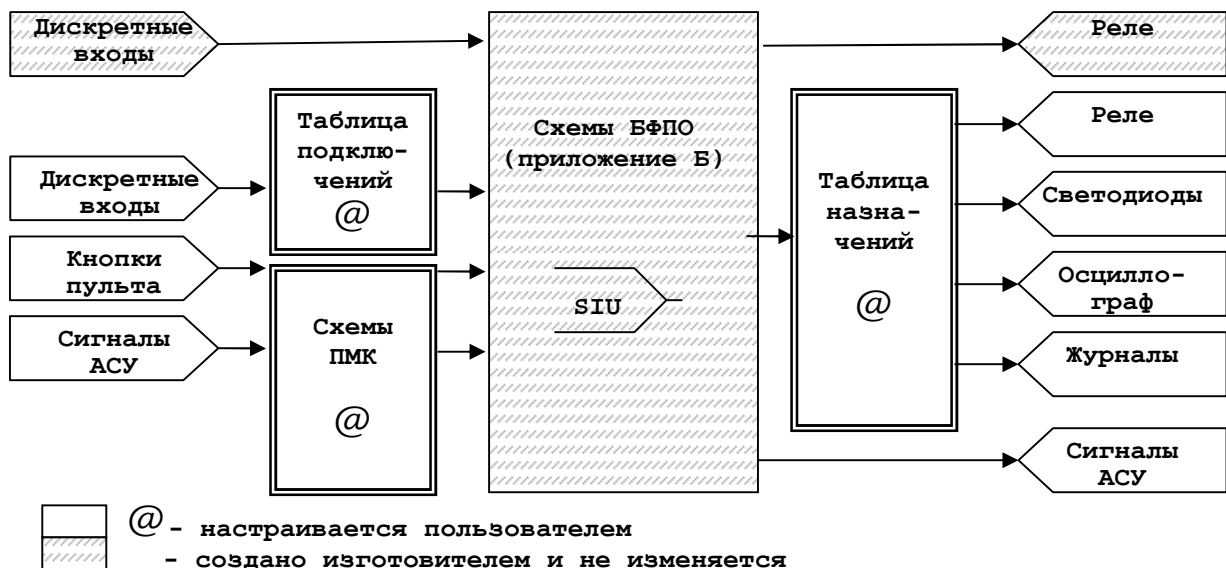 Дискретные
входы
Дискретные
входы
Кнопки
пульта
Сигналы
АСУ
Таблица
подклю-
чений
@
Схемы
ПМК
@
Схемы БФПО
(приложение Б)
SIU
Таблица
назна-
чений
@
Реле
Реле
Светодиоды
Осцилло-
граф
Журналы
Сигналы
АСУ
@ - настраивается пользователем
- создано изготовителем и не изменяется